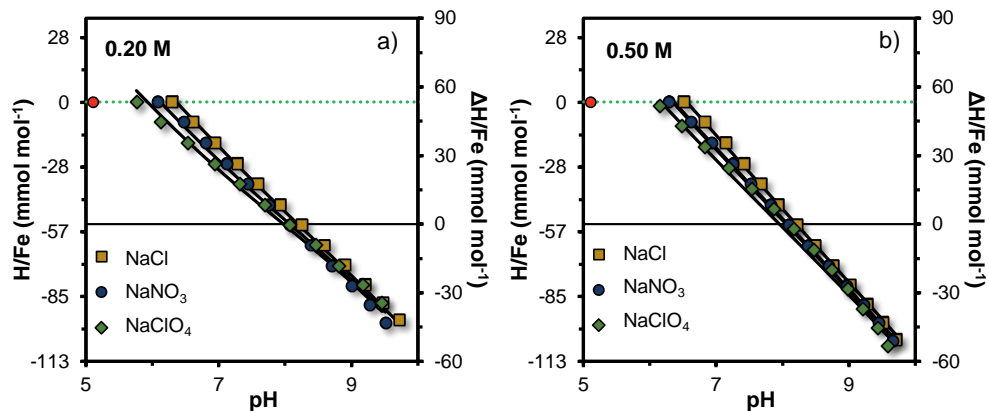 a)
0.20 M
H/Fe (mmol mol⁻¹)
28
0
-28
-57
-85
-113
NaCl
NaNO₃
NaClO₄
5
7
9
pH
90
60
30
0
-30
-60
ΔH/Fe (mmol mol⁻¹)
b)
0.50 M
H/Fe (mmol mol⁻¹)
28
0
-28
-57
-85
-113
NaCl
NaNO₃
NaClO₄
5
7
9
pH
90
60
30
0
-30
-60
ΔH/Fe (mmol mol⁻¹)